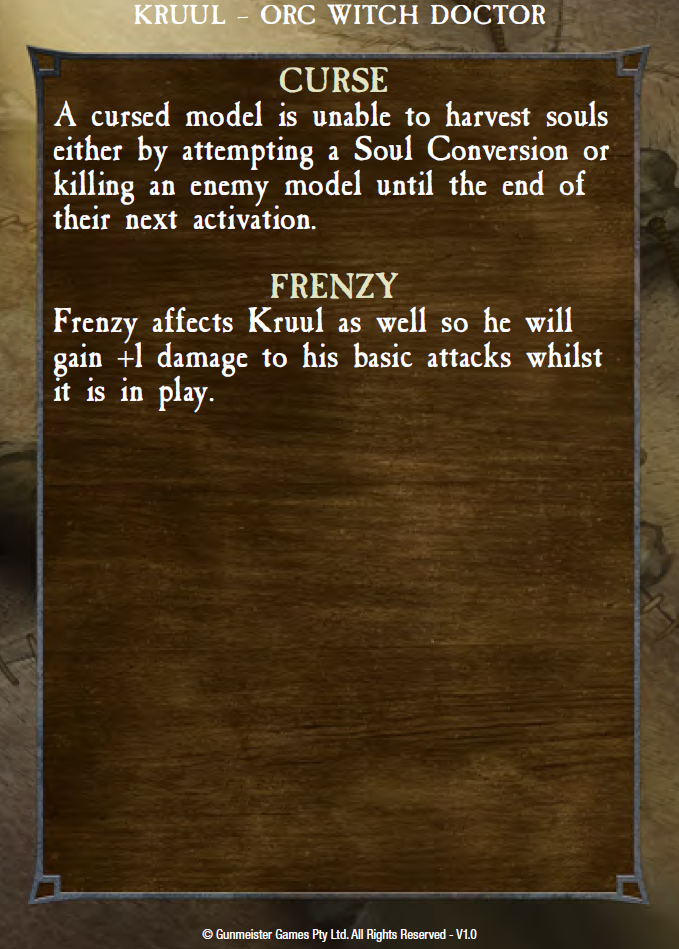 KRUUL - ORC WITCH DOCTOR
CURSE
A cursed model is unable to harvest souls
either by attempting a Soul Conversion or
killing an enemy model until the end of
their next activation.
FRENZY
Frenzy affects Kruul as well so he will
gain +1 damage to his basic attacks whilst
it is in play.
© Gunmeister Games Pty Ltd. All Rights Reserved - V1.0